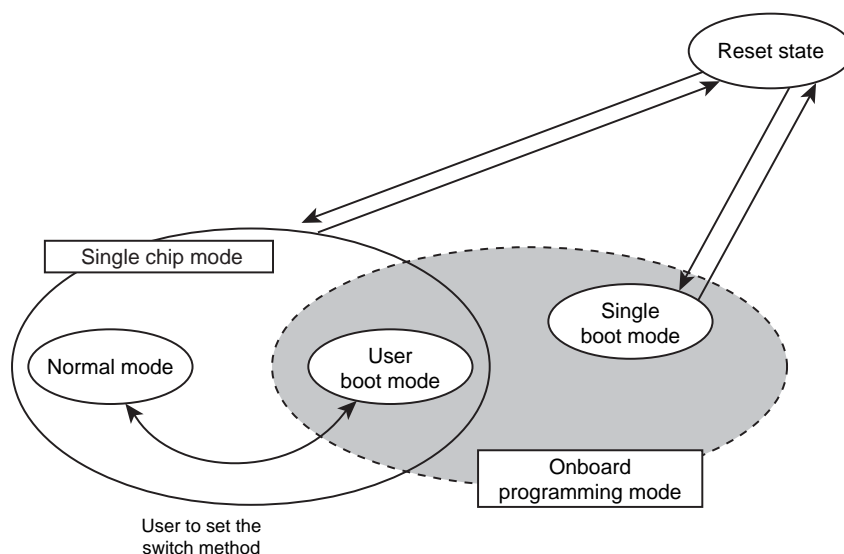 Reset state
Single chip mode
Single
boot mode
Normal mode
User
boot mode
Onboard
programming mode
User to set the
switch method